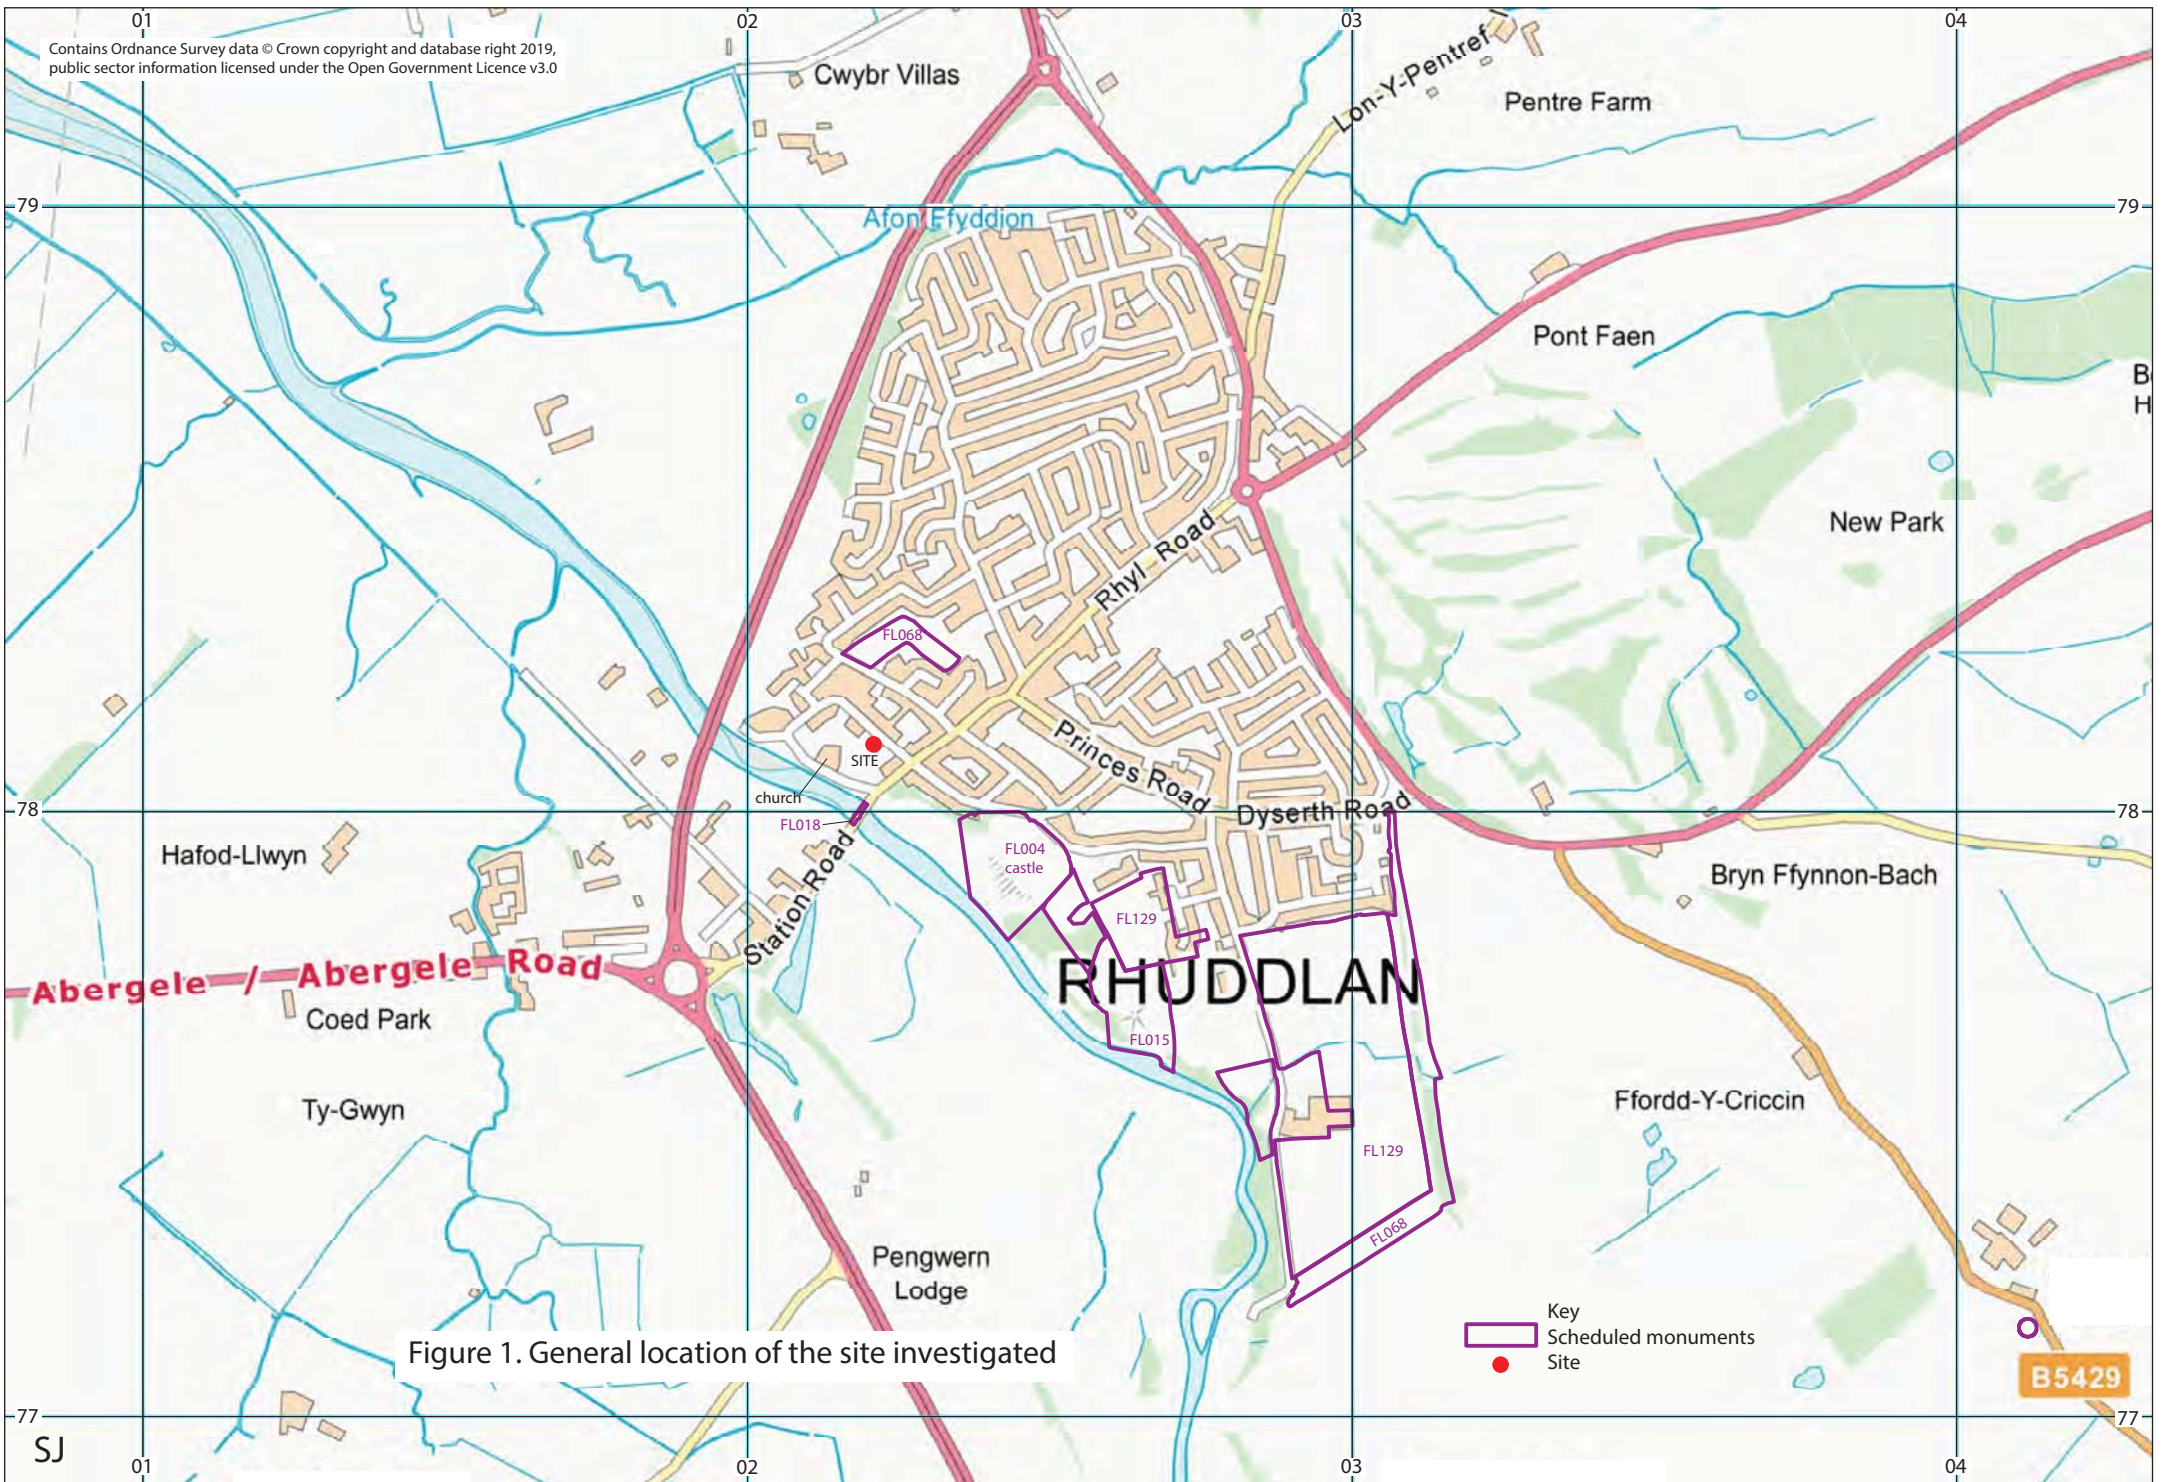 01
02
03
04
Contains Ordnance Survey data © Crown copyright and database right 2019,
public sector information licensed under the Open Government Licence v3.0
Cwybr Villas
Lon-Y-Pentref
Pentre Farm
79
79
Afon Ffyddion
Pont Faen
Be
H
New Park
Rhyl Road
FL068
SITE
church
Princes Road
Dyserth Road
78
78
FL018
Station Road
Hafod-Llwyn
FL004
castle
Bryn Ffynnon-Bach
FL129
RHUDDLAN
Abergele / Abergele Road
Coed Park
FL015
Ty-Gwyn
Ffordd-Y-Criccin
FL129
FL068
Pengwern
Lodge
Key
Scheduled monuments
Site
Figure 1. General location of the site investigated
B5429
77
77
SJ
01
02
03
04